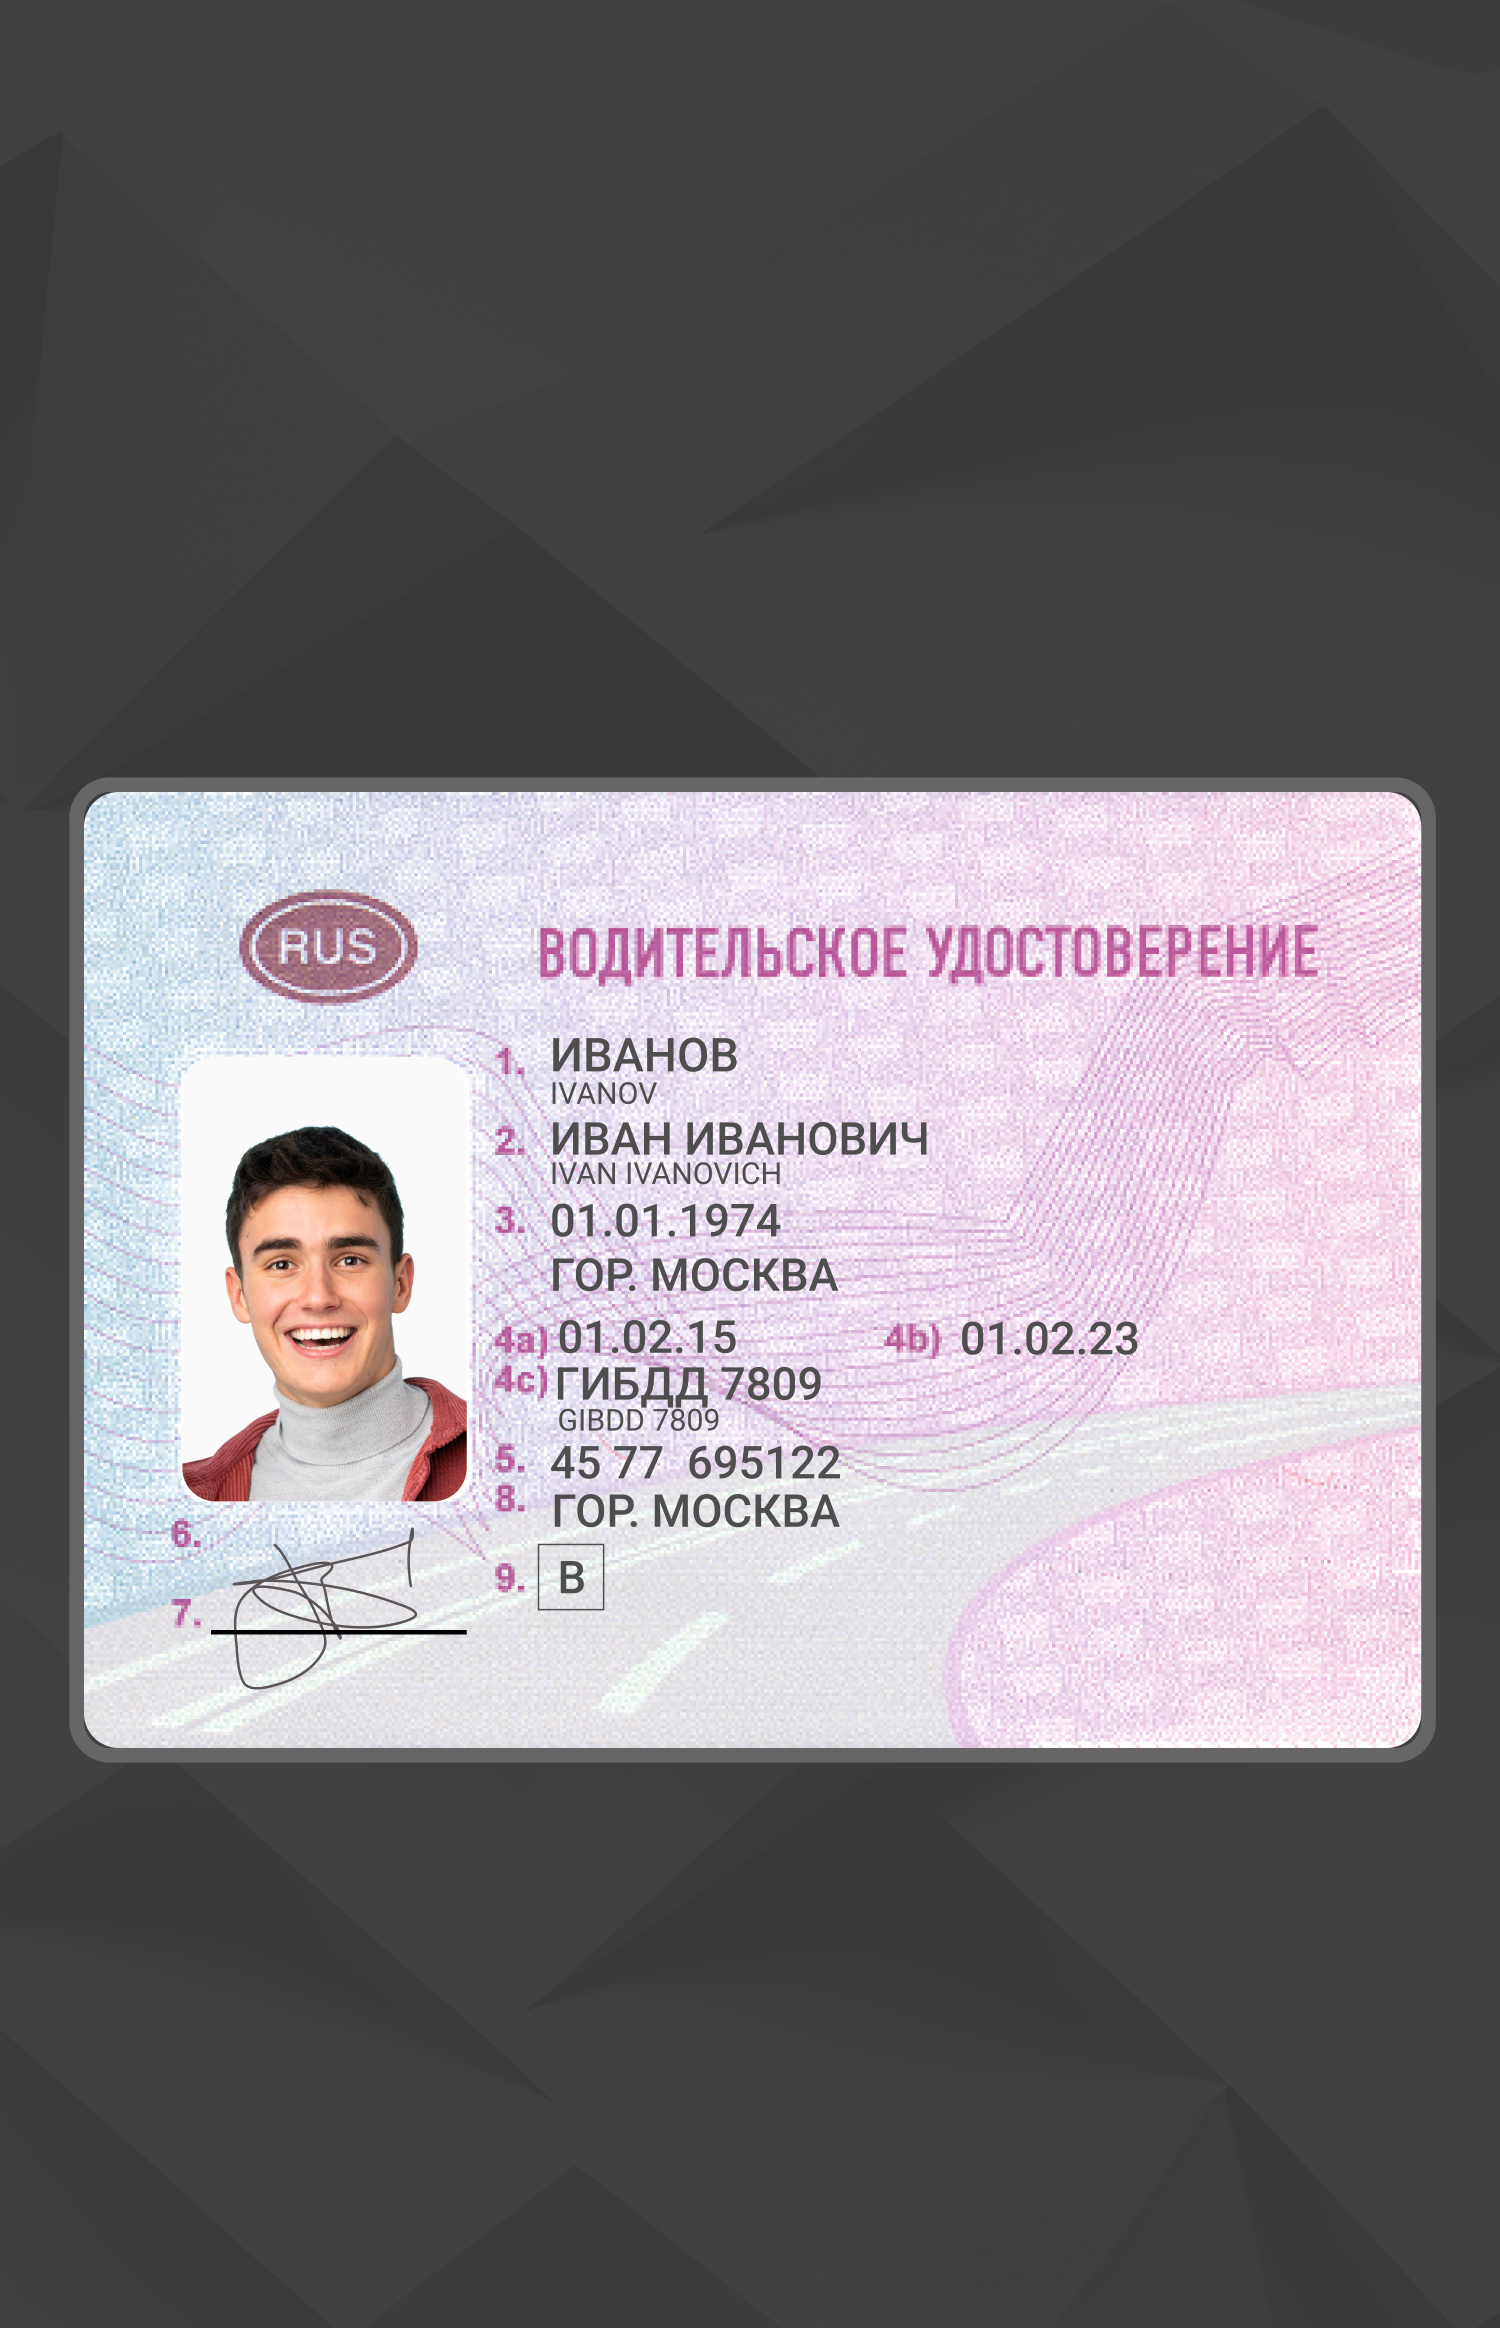 RUS
ВОДИТЕЛЬСКОЕ УДОСТОВЕРЕНИЕ
1. ИВАНОВ
IVANOV
2. ИВАН ИВАНОВИЧ
IVAN IVANOVICH
3. 01.01.1974
ГОР. МОСКВА
4a) 01.02.15 4b) 01.02.23
4c) ГИБДД 7809
GIBDD 7809
5. 45 77 695122
8. ГОР. МОСКВА
6.
9. B
7.